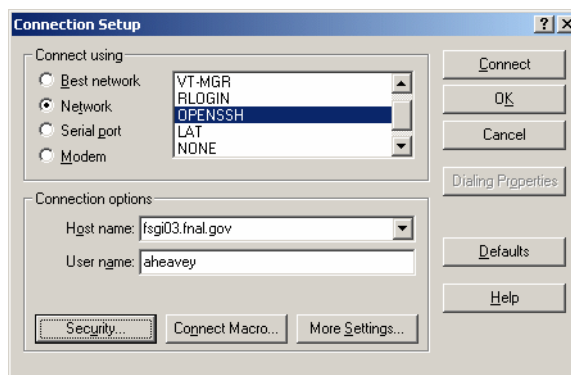 Connection Setup
Connect using
Best network
Network
Serial port
Modem
VT-MGR
RLOGIN
OPENSSH
LAT
NONE
Connection options
Host name: fsgi03.fnal.gov
User name: aheavey
Security...
Connect Macro...
More Settings...
Connect
OK
Cancel
Dialing Properties
Defaults
Help